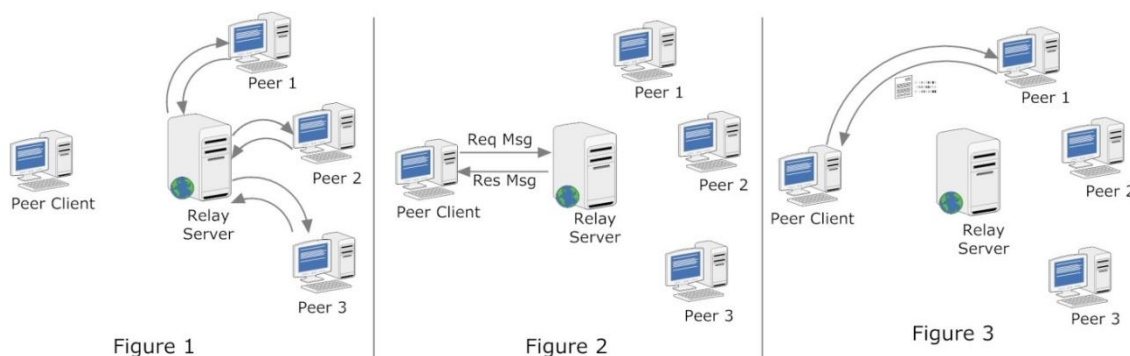 Peer 1
Peer Client
Peer 2
Relay
Server
Peer 3
Figure 1
Peer 1
Req Msg
Res Msg
Peer Client
Peer 2
Relay
Server
Peer 3
Figure 2
Peer 1
Peer Client
Peer 2
Relay
Server
Peer 3
Figure 3